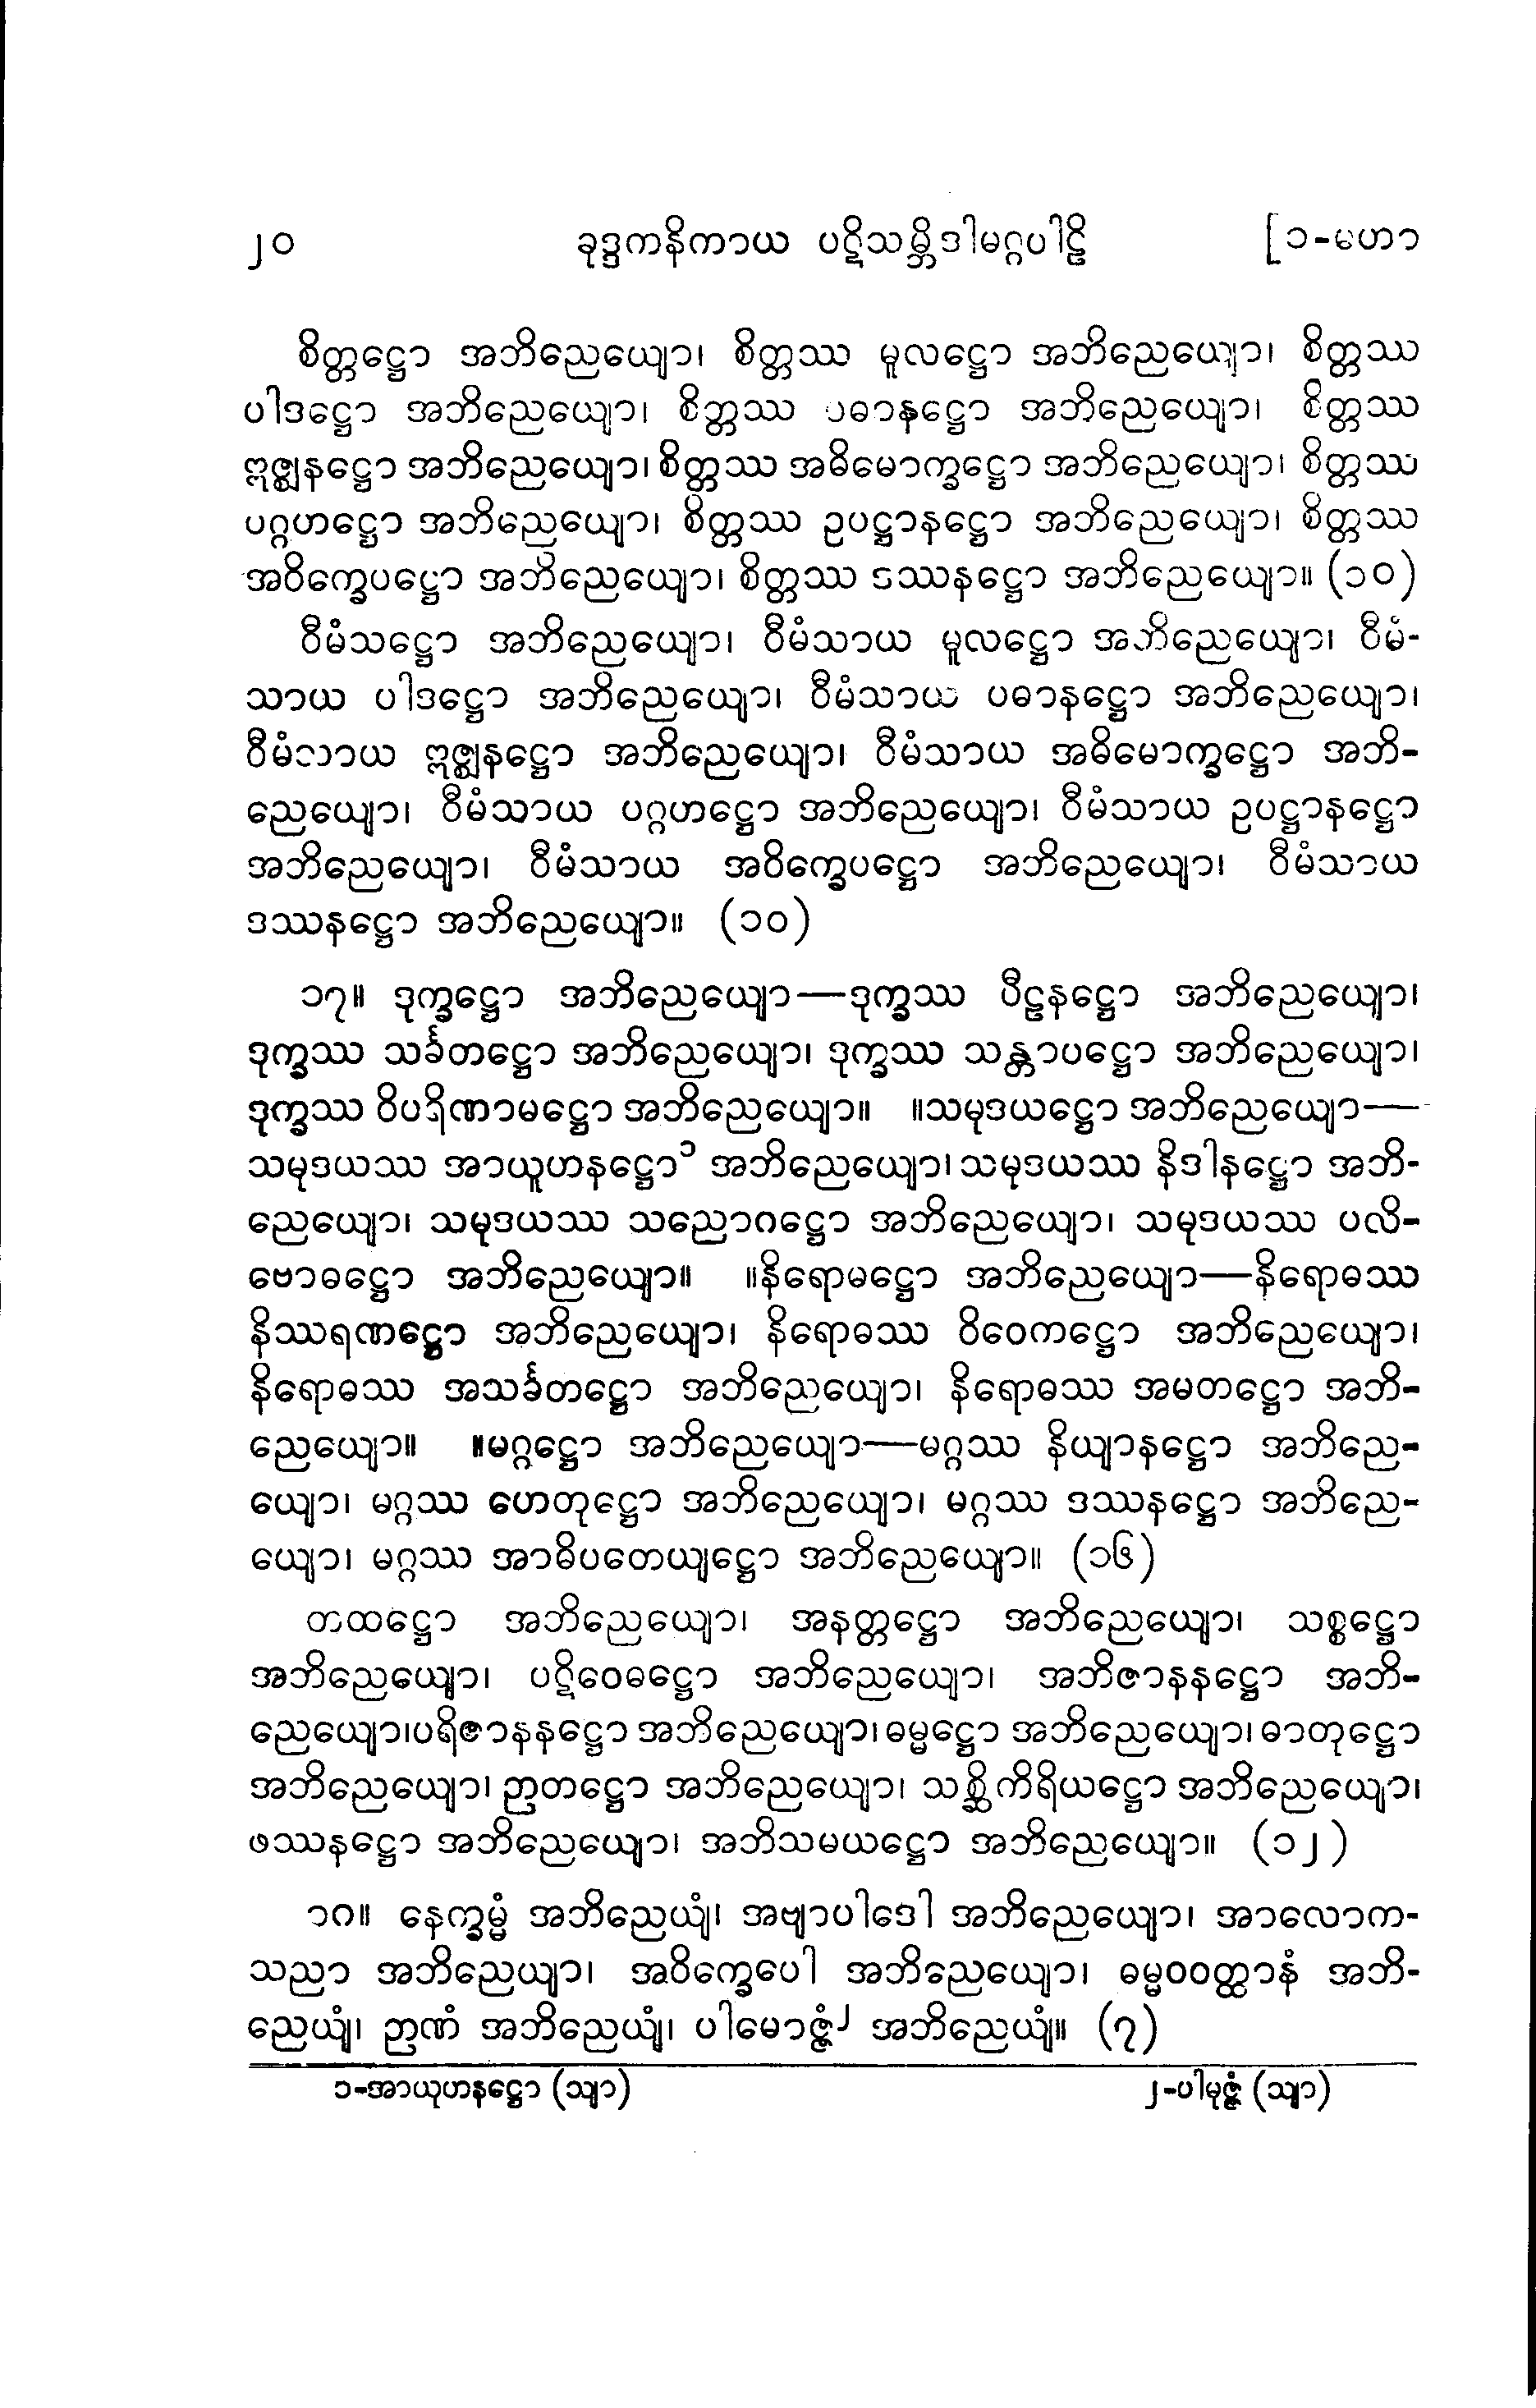 ၂၀ ခုဒ္ဒကနိကာယ ပဋိသမ္ဘိဒါမဂ္ဂပါဠိ [၁-မဟာ
စိတ္တဋ္ဌော အဘိညေယျော၊ စိတ္တဿ မူလဋ္ဌော အဘိညေယျော၊ စိတ္တဿ
ပါဒဋ္ဌော အဘိညေယျော၊ စိတ္တဿ ပဓာနဋ္ဌော အဘိညေယျော၊ စိတ္တဿ
ဣဇ္ဈနဋ္ဌော အဘိညေယျော၊ စိတ္တဿ အဓိမောက္ခဋ္ဌော အဘိညေယျော၊ စိတ္တဿ
ပဂ္ဂဟဋ္ဌော အဘိညေယျော၊ စိတ္တဿ ဥပဋ္ဌာနဋ္ဌော အဘိညေယျော၊ စိတ္တဿ
အဝိက္ခေပဋ္ဌော အဘိညေယျော၊ စိတ္တဿ ဒဿနဋ္ဌော အဘိညေယျော။ (၁၀)
ဝီမံသဋ္ဌော အဘိညေယျော၊ ဝီမံသာယ မူလဋ္ဌော အဘိညေယျော၊ ဝီမံ-
သာယ ပါဒဋ္ဌော အဘိညေယျော၊ ဝီမံသာယ ပဓာနဋ္ဌော အဘိညေယျော၊
ဝီမံသာယ ဣဇ္ဈနဋ္ဌော အဘိညေယျော၊ ဝီမံသာယ အဓိမောက္ခဋ္ဌော အဘိ-
ညေယျော၊ ဝီမံသာယ ပဂ္ဂဟဋ္ဌော အဘိညေယျော၊ ဝီမံသာယ ဥပဋ္ဌာနဋ္ဌော
အဘိညေယျော၊ ဝီမံသာယ အဝိက္ခေပဋ္ဌော အဘိညေယျော၊ ဝီမံသာယ
ဒဿနဋ္ဌော အဘိညေယျော။ (၁၀)
၁၇။ ဒုက္ခဋ္ဌော အဘိညေယျော—ဒုက္ခဿ ပီဠနဋ္ဌော အဘိညေယျော၊
ဒုက္ခဿ သင်္ခတဋ္ဌော အဘိညေယျော၊ ဒုက္ခဿ သန္တာပဋ္ဌော အဘိညေယျော၊
ဒုက္ခဿ ဝိပရိဏာမဋ္ဌော အဘိညေယျော။ ။သမုဒယဋ္ဌော အဘိညေယျော—
သမုဒယဿ အာယူဟနဋ္ဌော၁ အဘိညေယျော၊ သမုဒယဿ နိဒါနဋ္ဌော အဘိ-
ညေယျော၊ သမုဒယဿ သညောဂဋ္ဌော အဘိညေယျော၊ သမုဒယဿ ပလိ-
ဗောဓဋ္ဌော အဘိညေယျော။ ။နိရောမဋ္ဌော အဘိညေယျော—နိရောဓဿ
နိဿရဏဋ္ဌော အဘိညေယျော၊ နိရောဓဿ ဝိဝေကဋ္ဌော အဘိညေယျော၊
နိရောဓဿ အသင်္ခတဋ္ဌော အဘိညေယျော၊ နိရောဓဿ အမတဋ္ဌော အဘိ-
ညေယျော။ ။မဂ္ဂဋ္ဌော အဘိညေယျော—မဂ္ဂဿ နိယျာနဋ္ဌော အဘိညေ-
ယျော၊ မဂ္ဂဿ ဟေတုဋ္ဌော အဘိညေယျော၊ မဂ္ဂဿ ဒဿနဋ္ဌော အဘိညေ-
ယျော၊ မဂ္ဂဿ အာဓိပတေယျဋ္ဌော အဘိညေယျော။ (၁၆)
တထဋ္ဌော အဘိညေယျော၊ အနတ္တဋ္ဌော အဘိညေယျော၊ သစ္စဋ္ဌော
အဘိညေယျော၊ ပဋိဝေဓဋ္ဌော အဘိညေယျော၊ အဘိဇာနနဋ္ဌော အဘိ-
ညေယျော၊ပရိဇာနနဋ္ဌော အဘိညေယျော၊ ဓမ္မဋ္ဌော အဘိညေယျော၊ ဓာတုဋ္ဌော
အဘိညေယျော၊ ဉာတဋ္ဌော အဘိညေယျော၊ သစ္ဆိကိရိယဋ္ဌော အဘိညေယျော၊
ဖဿနဋ္ဌော အဘိညေယျော၊ အဘိသမယဋ္ဌော အဘိညေယျော။ (၁၂)
၁၈။ နေက္ခမ္မံ အဘိညေယျံ၊ အဗျာပါဒေါ အဘိညေယျော၊ အာလောက-
သညာ အဘိညေယျာ၊ အဝိက္ခေပေါ အဘိညေယျော၊ ဓမ္မဝဝတ္ထာနံ အဘိ-
ညေယျံ၊ ဉာဏံ အဘိညေယျံ၊ ပါမောဇ္ဇံ၂ အဘိညေယျံ။ (၇)
၁-အာယုဟနဋ္ဌော (သျာ) ၂-ပါမုဇ္ဇံ (သျာ)